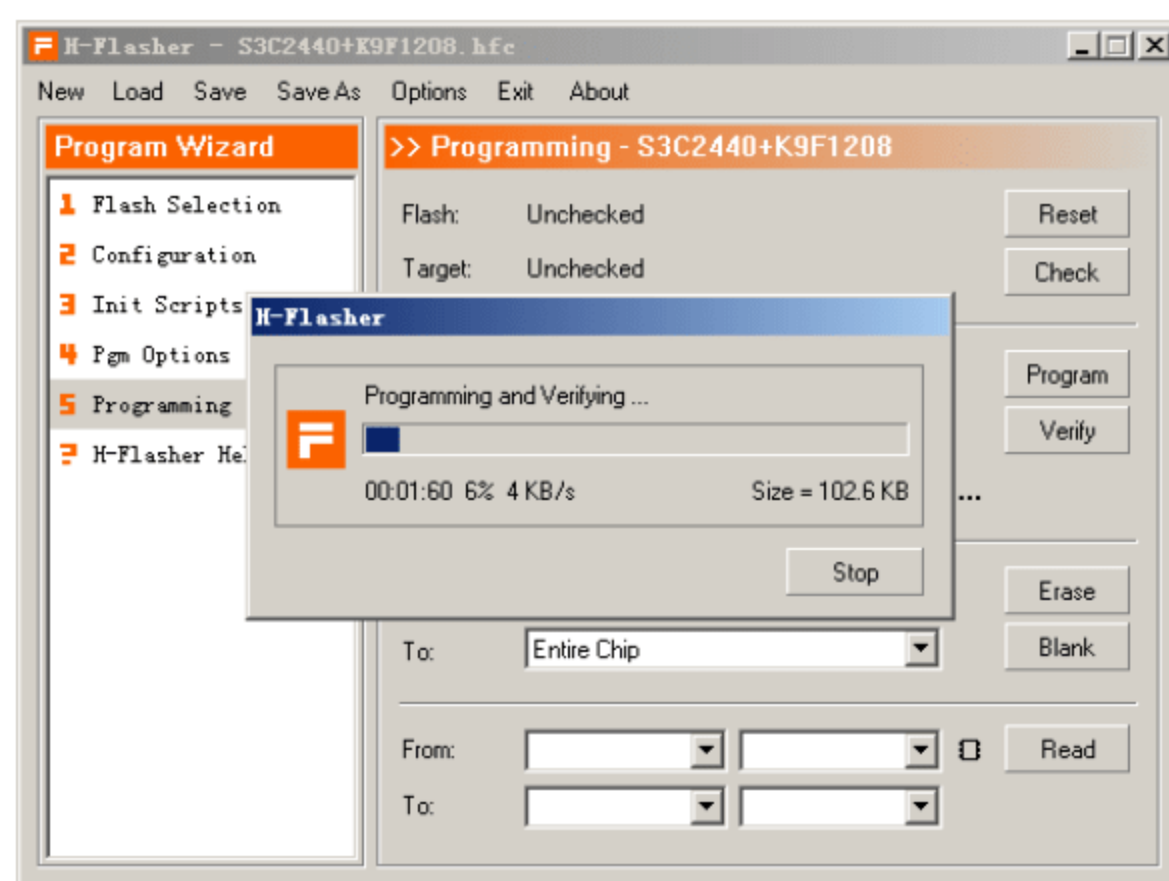 H-Flasher - S3C2440+K9F1208.hfc
New Load Save Save As Options Exit About
Program Wizard
1 Flash Selection
2 Configuration
3 Init Scripts
4 Pgm Options
5 Programming
? H-Flasher Hel
>> Programming - S3C2440+K9F1208
Flash: Unchecked
Reset
Target: Unchecked
Check
H-Flasher
Programming and Verifying ...
00:01:60 6% 4 KB/s Size = 102.6 KB
Stop
Program
Verify
...
Erase
To: Entire Chip
Blank
From:
Read
To: